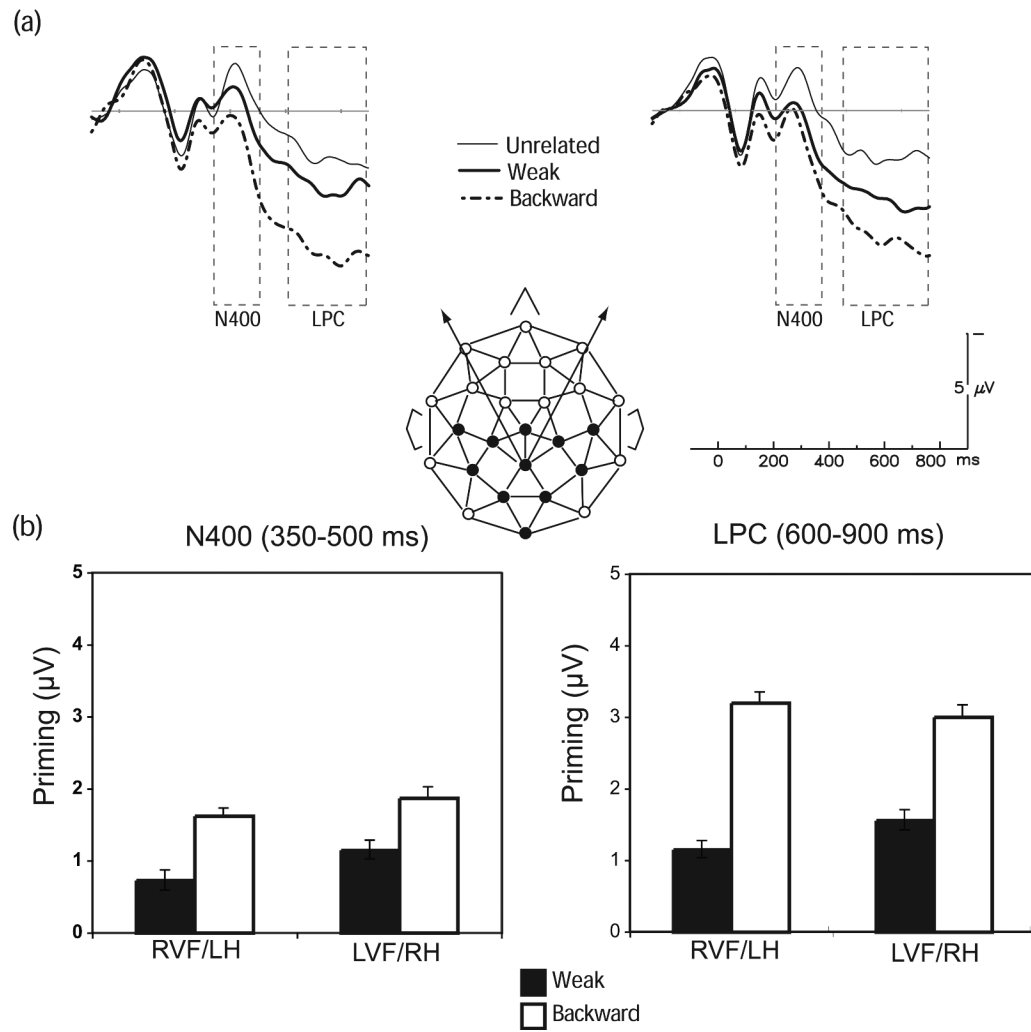 (a)
Unrelated
Weak
Backward
N400 LPC
N400 LPC
5 μV
0 200 400 600 800 ms
(b)
N400 (350-500 ms)
Priming (μV)
5
4
3
2
1
0
RVF/LH LVF/RH
LPC (600-900 ms)
Priming (μV)
5
4
3
2
1
0
RVF/LH LVF/RH
Weak
Backward